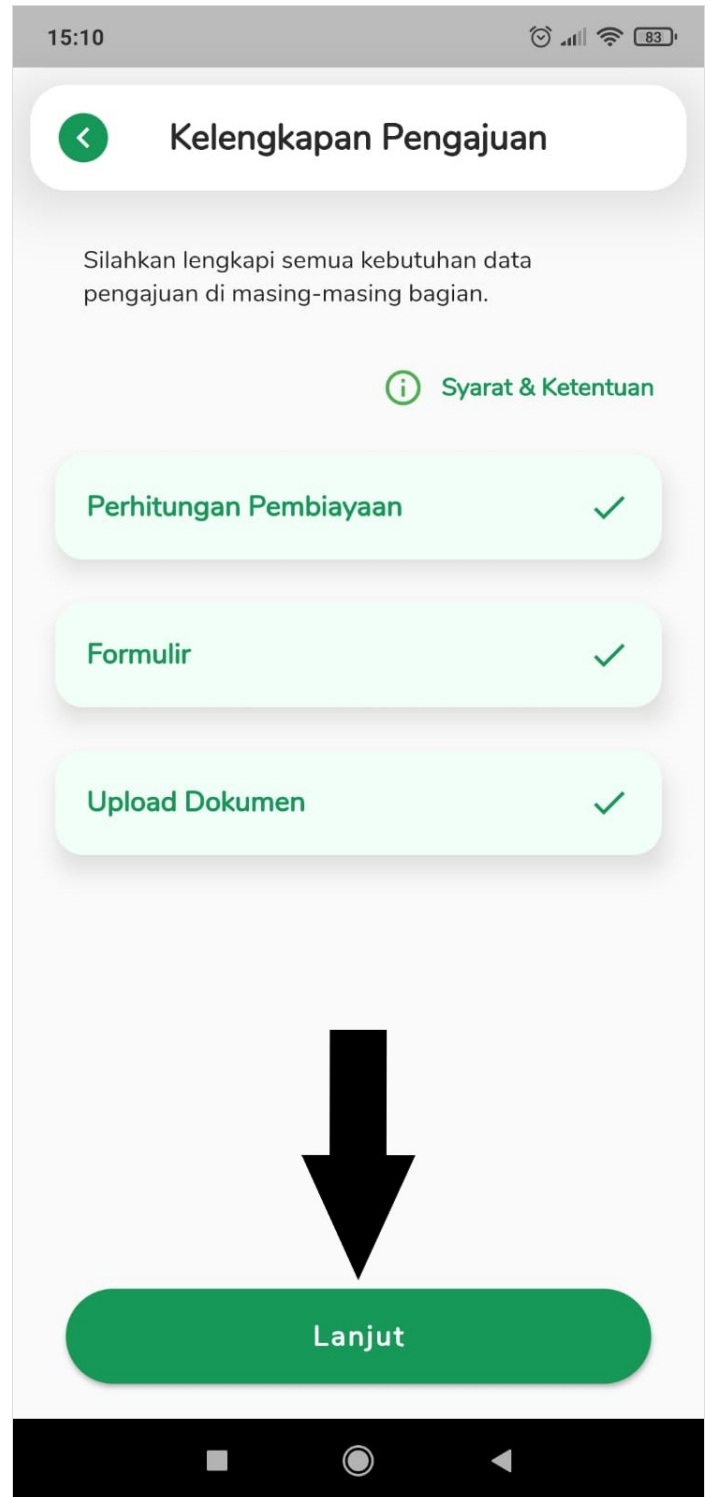 15:10
83
Kelengkapan Pengajuan
Silahkan lengkapi semua kebutuhan data
pengajuan di masing-masing bagian.
Syarat & Ketentuan
Perhitungan Pembiayaan
Formulir
Upload Dokumen
Lanjut